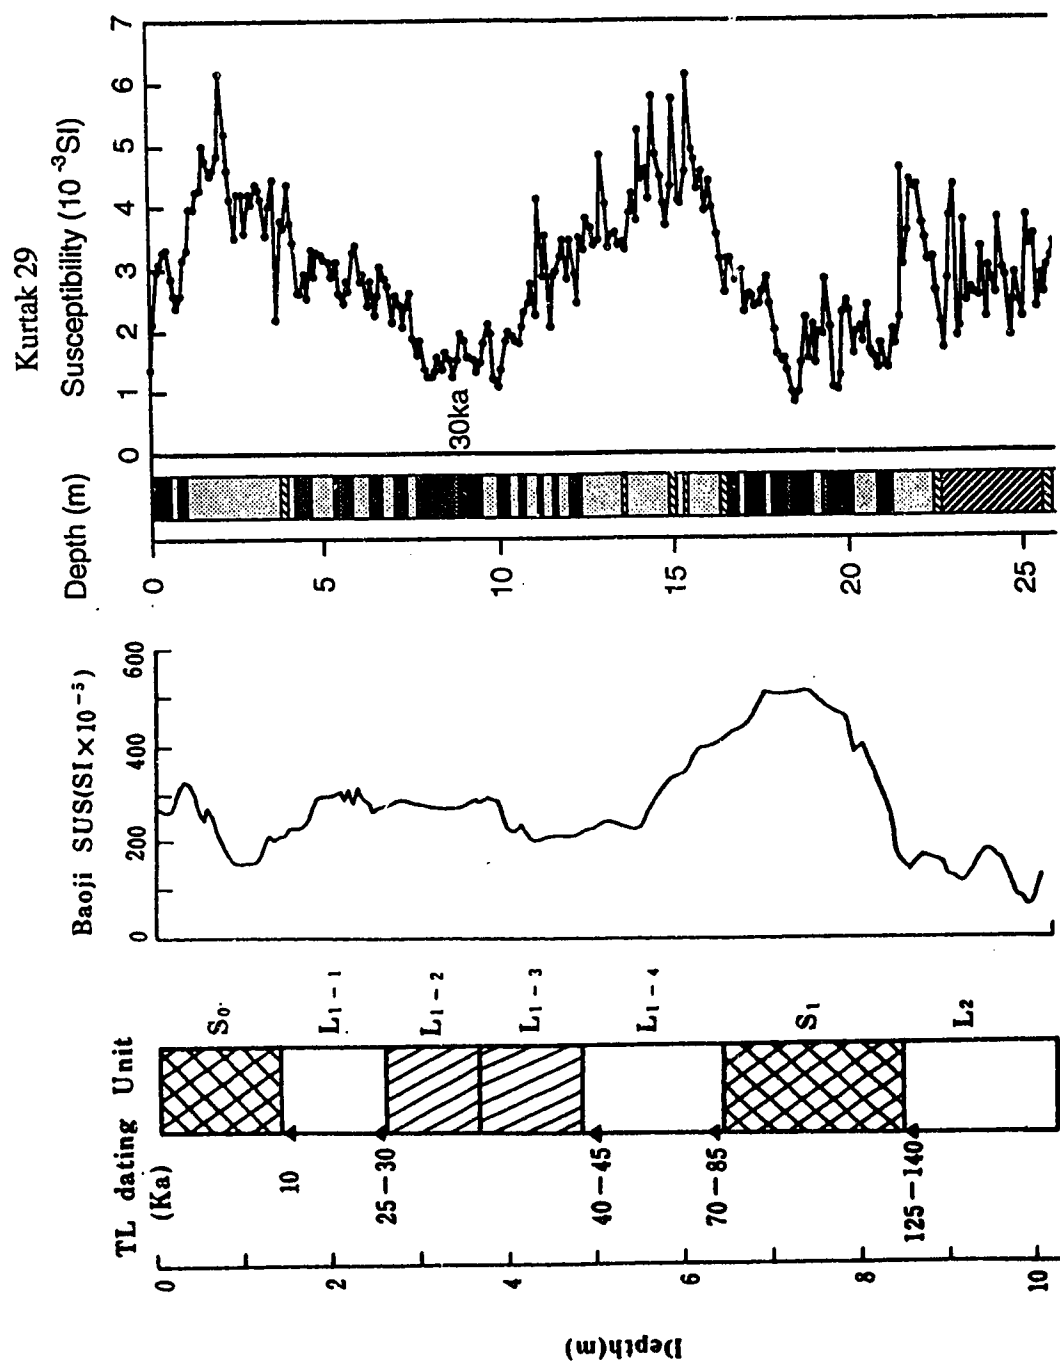 Kurtak 29
Susceptibility (10⁻³SI)
0 1 2 3 4 5 6 7
30ka
Depth (m)
0 5 10 15 20 25
Baoji SUS(SI×10⁻⁵)
0 200 400 600
TL dating Unit
(Ka)
S₀
L₁₋₁
L₁₋₂
L₁₋₃
L₁₋₄
S₁
L₂
10
25−30
40−45
70−85
125−140
0 2 4 6 8 10
Depth(m)